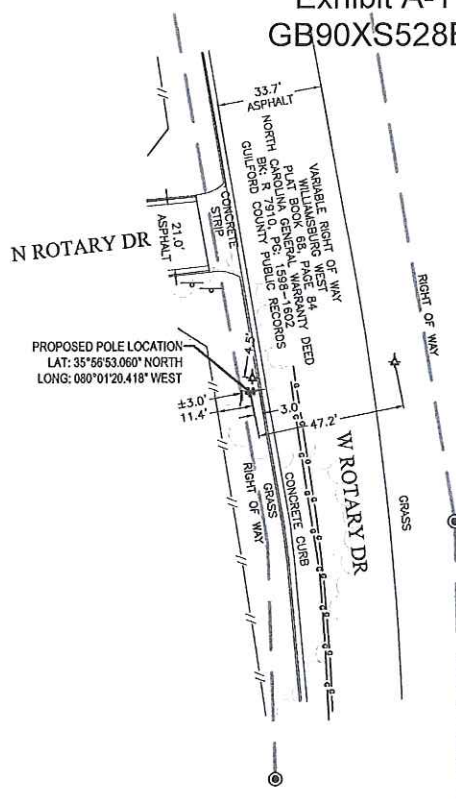 Exhibit A-1
GB90XS528B
33.7'
ASPHALT
VARIABLE RIGHT OF WAY
WILLIAMSBURG WEST
PLAT BOOK 68, PAGE 84
NORTH CAROLINA GENERAL WARRANTY DEED
BK: R 7910, PG: 1598-1602
GUILFORD COUNTY PUBLIC RECORDS
CONCRETE
STRIP
N ROTARY DR
21.0'
ASPHALT
RIGHT OF WAY
PROPOSED POLE LOCATION
LAT: 35°56'53.060" NORTH
LONG: 080°01'20.418" WEST
±3.0'
11.4'
3.0
47.2'
W ROTARY DR
GRASS
CONCRETE CURB
GRASS
RIGHT OF WAY